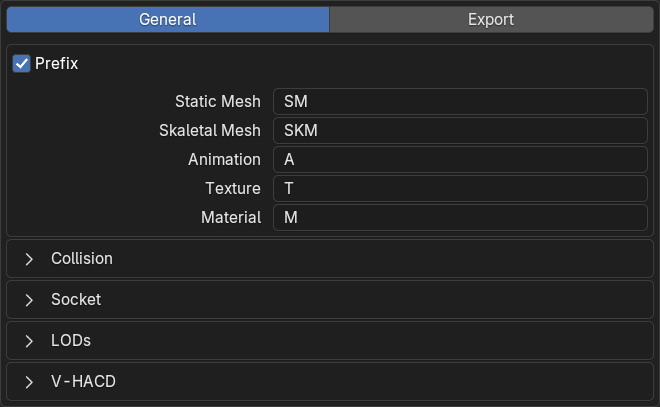 General Export
Prefix
Static Mesh SM
Skaletal Mesh SKM
Animation A
Texture T
Material M
Collision
Socket
LODs
V-HACD